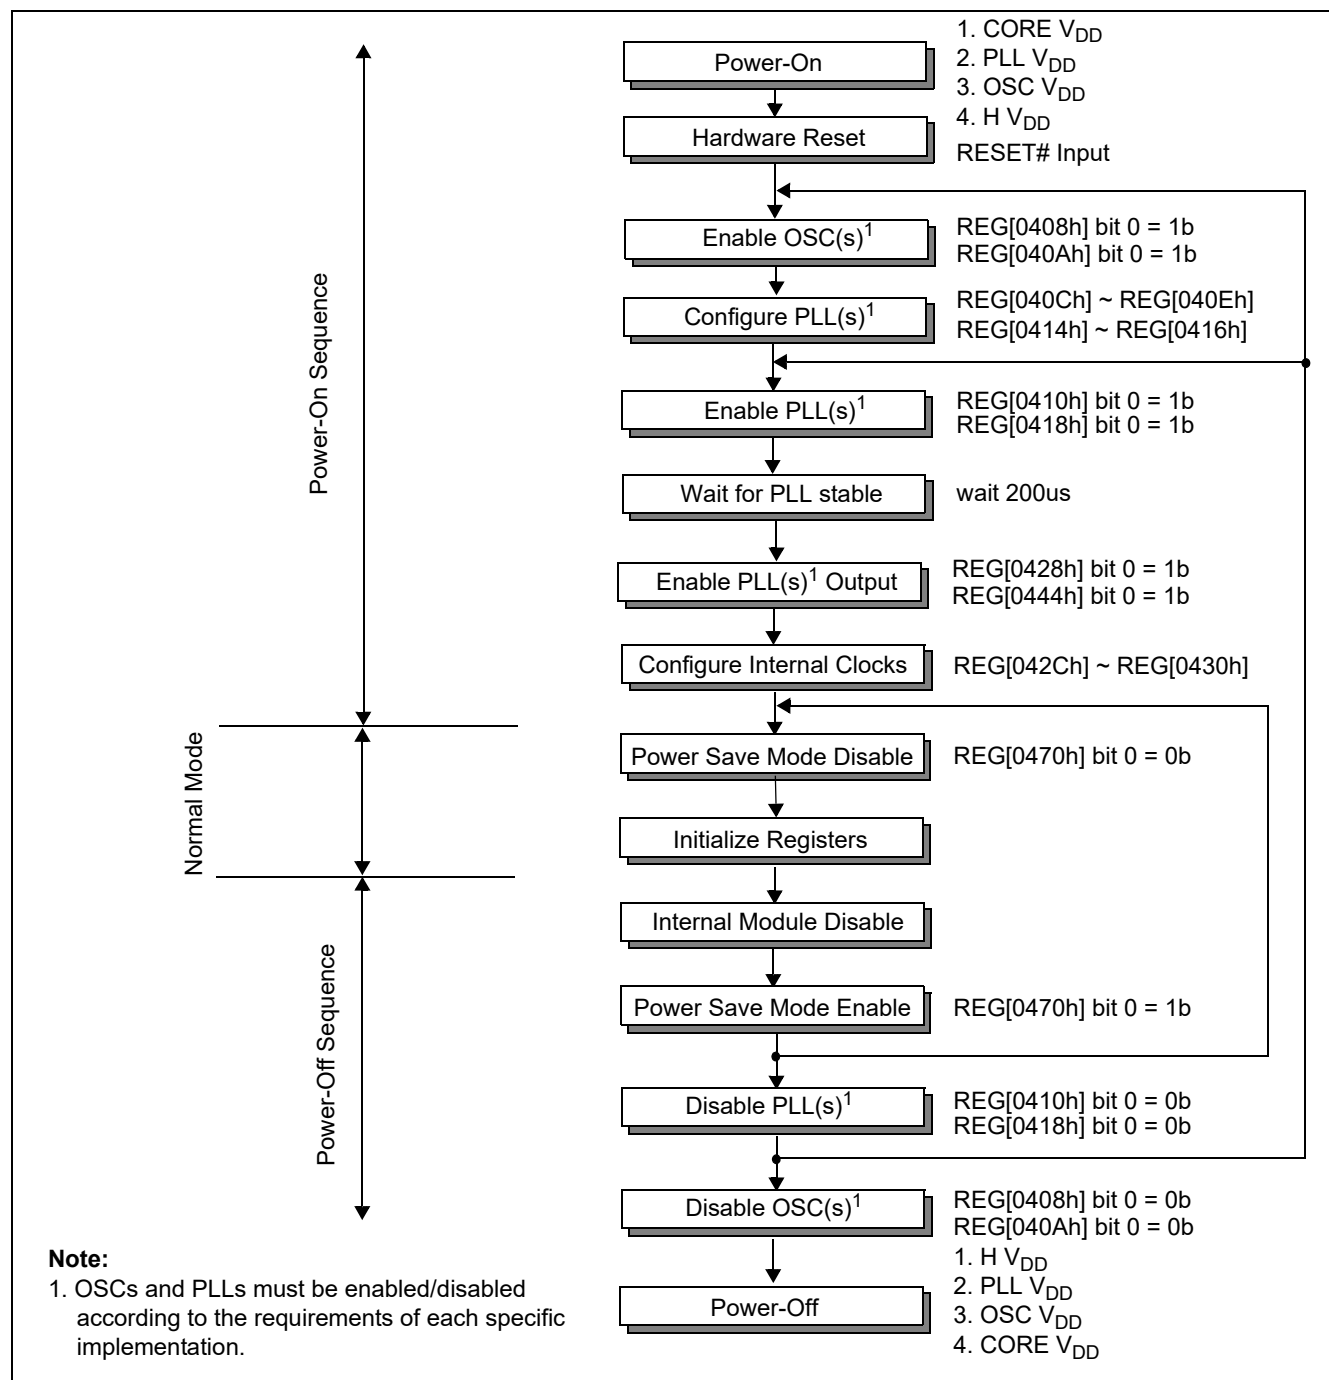 1. CORE VDD
Power-On
2. PLL VDD
3. OSC VDD
4. H VDD
Hardware Reset
RESET# Input
Enable OSC(s)1
REG[0408h] bit 0 = 1b
REG[040Ah] bit 0 = 1b
Configure PLL(s)1
REG[040Ch] ~ REG[040Eh]
REG[0414h] ~ REG[0416h]
Power-On Sequence
Enable PLL(s)1
REG[0410h] bit 0 = 1b
REG[0418h] bit 0 = 1b
Wait for PLL stable
wait 200us
Enable PLL(s)1 Output
REG[0428h] bit 0 = 1b
REG[0444h] bit 0 = 1b
Configure Internal Clocks
REG[042Ch] ~ REG[0430h]
Normal Mode
Power Save Mode Disable
REG[0470h] bit 0 = 0b
Initialize Registers
Internal Module Disable
Power-Off Sequence
Power Save Mode Enable
REG[0470h] bit 0 = 1b
Disable PLL(s)1
REG[0410h] bit 0 = 0b
REG[0418h] bit 0 = 0b
Disable OSC(s)1
REG[0408h] bit 0 = 0b
REG[040Ah] bit 0 = 0b
Power-Off
1. H VDD
2. PLL VDD
3. OSC VDD
4. CORE VDD
Note:
1. OSCs and PLLs must be enabled/disabled
according to the requirements of each specific
implementation.